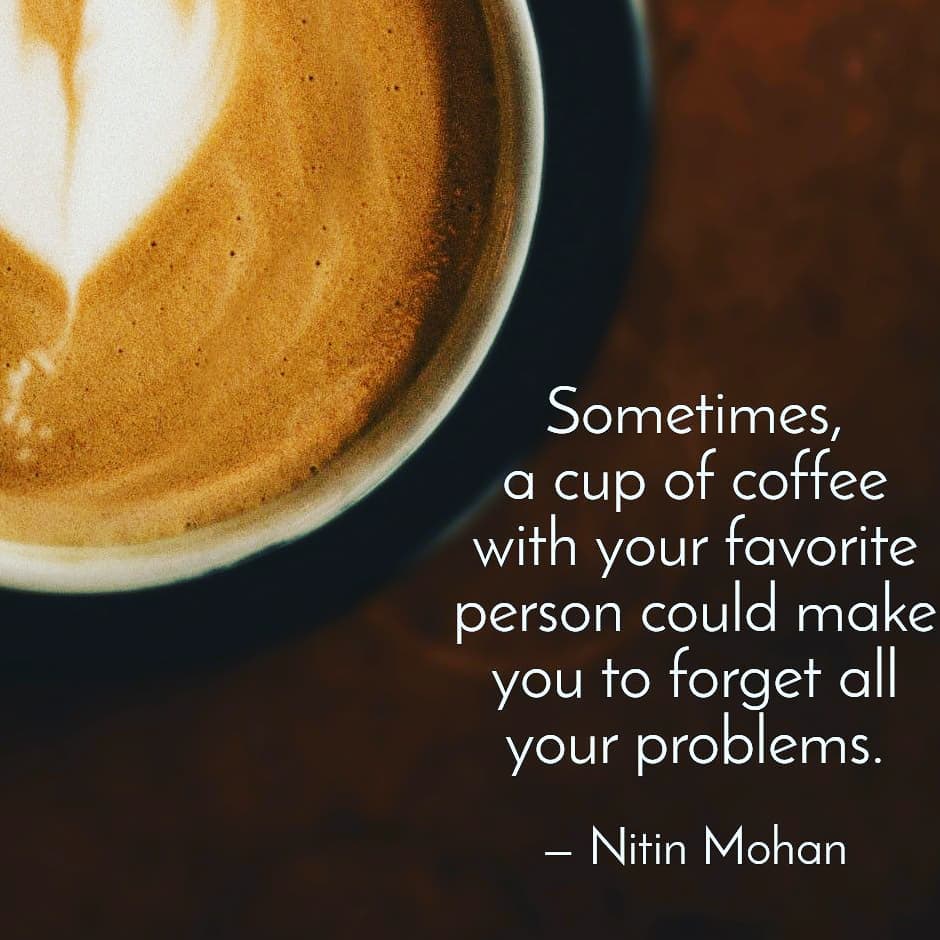 Sometimes,
a cup of coffee
with your favorite
person could make
you to forget all
your problems.
– Nitin Mohan